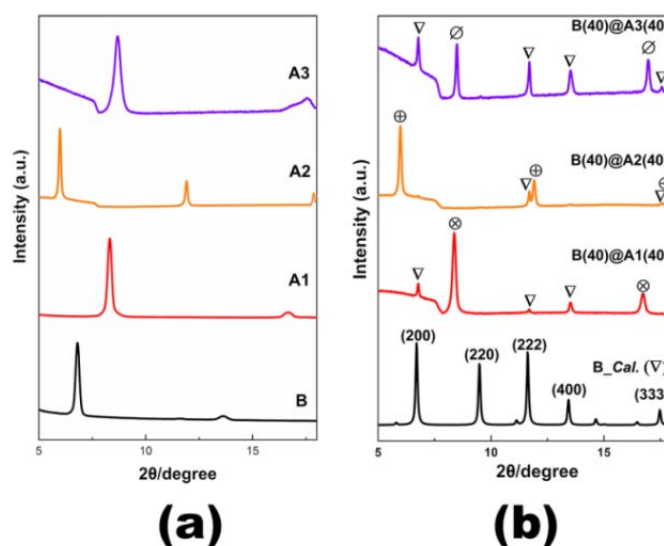 A3
A2
A1
B
Intensity (a.u.)
5
10
15
2θ/degree
(a)
B(40)@A3(40
∇
∅
∇
∇
∅
∇
B(40)@A2(40
⊕
∇
⊕
∇
B(40)@A1(40
∇
⊗
∇
∇
⊗
B_Cal. (∇)
(200)
(220)
(222)
(400)
(333
Intensity (a.u.)
5
10
15
2θ/degree
(b)